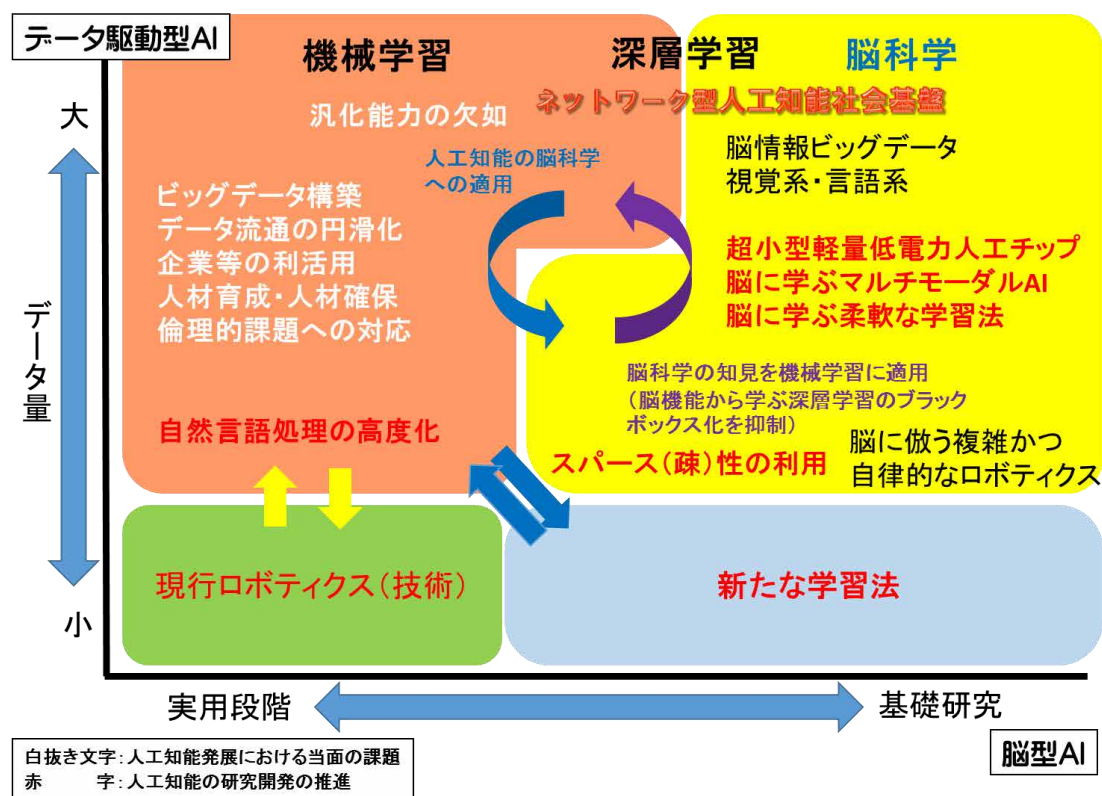 データ駆動型AI
機械学習
深層学習
脳科学
ネットワーク型人工知能社会基盤
大
汎化能力の欠如
人工知能の脳科学
への適用
脳情報ビッグデータ
視覚系・言語系
ビッグデータ構築
データ流通の円滑化
企業等の利活用
人材育成・人材確保
倫理的課題への対応
超小型軽量低電力人工チップ
脳に学ぶマルチモーダルAI
脳に学ぶ柔軟な学習法
データ量
脳科学の知見を機械学習に適用
（脳機能から学ぶ深層学習のブラック
ボックス化を抑制）
自然言語処理の高度化
スパース（疎）性の利用
脳に倣う複雑かつ
自律的なロボティクス
現行ロボティクス（技術）
新たな学習法
小
実用段階
基礎研究
白抜き文字：人工知能発展における当面の課題
赤　　　字：人工知能の研究開発の推進
脳型AI